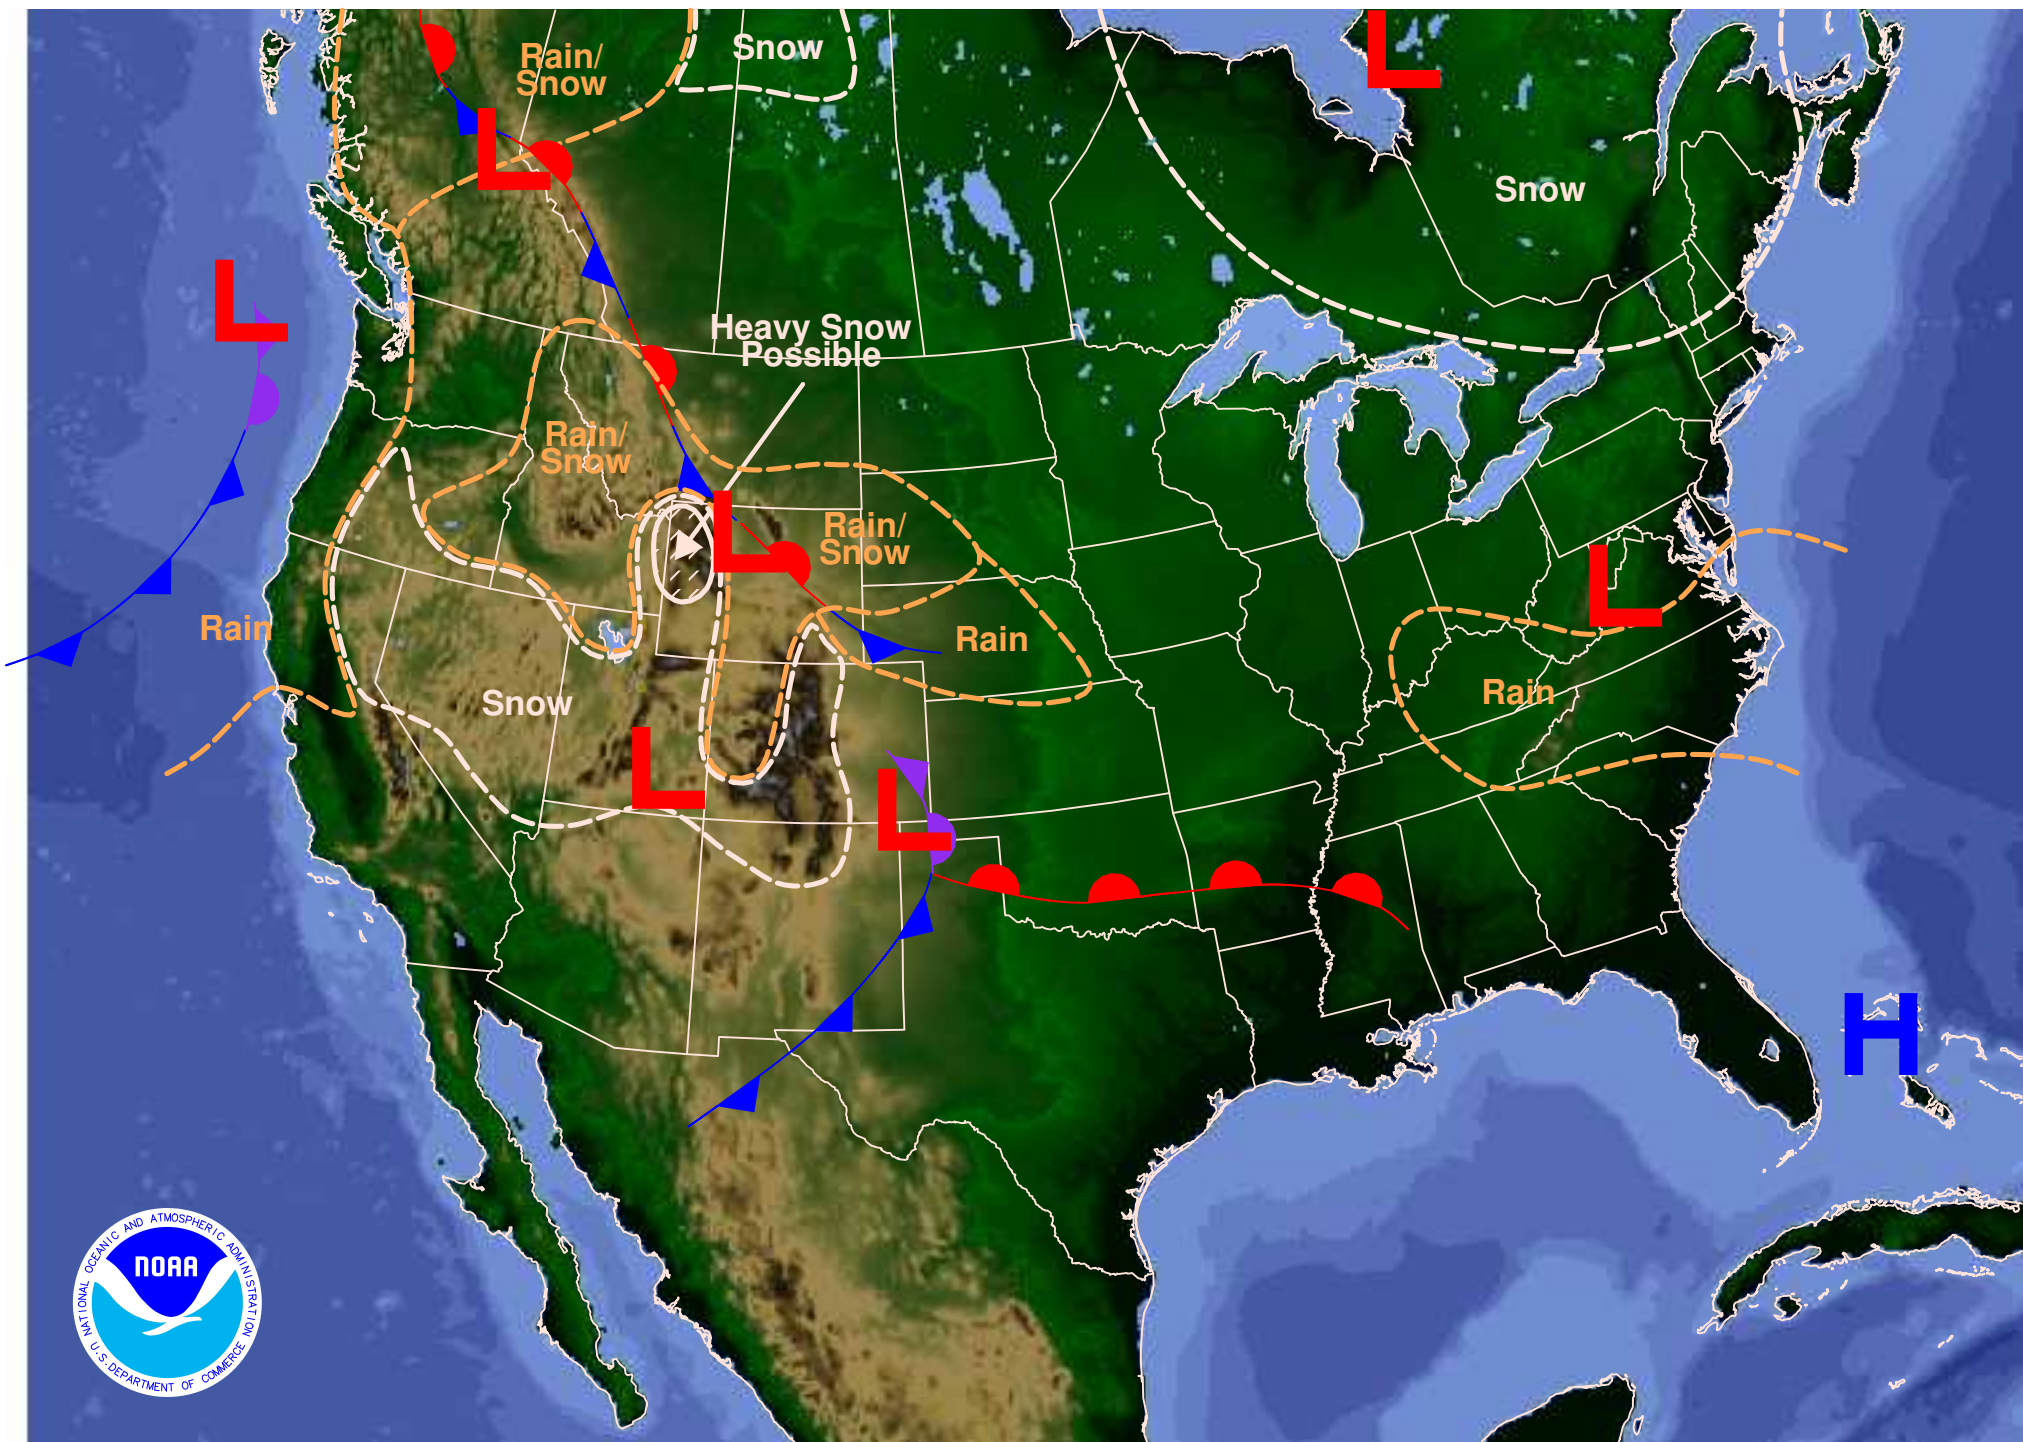 Rain/
Snow
Snow
L
L
Snow
L
Heavy Snow
Possible
Rain/
Snow
L
Rain/
Snow
L
Rain
Rain
Rain
Snow
L
L
H
NOAA
NATIONAL OCEANIC AND ATMOSPHERIC ADMINISTRATION
U.S. DEPARTMENT OF COMMERCE